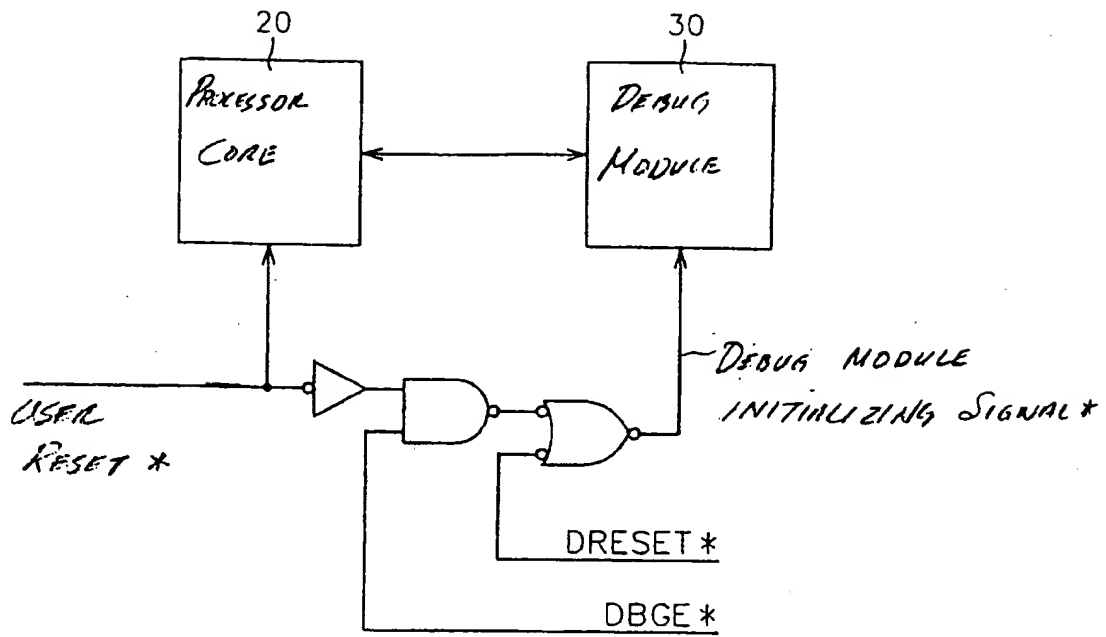 20
30
PROCESSOR
CORE
DEBUG
MODULE
USER
RESET *
DEBUG MODULE
INITIALIZING SIGNAL *
DRESET *
DBGE *